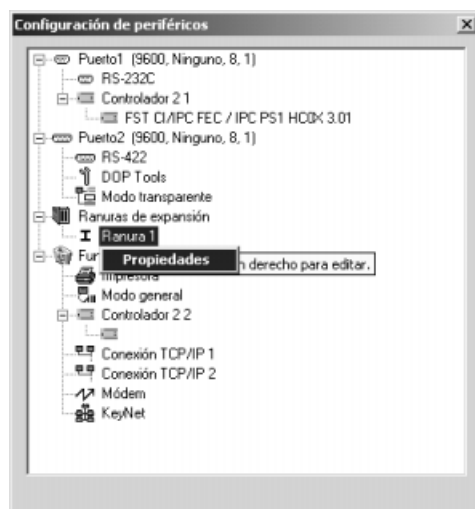 Configuración de periféricos
Puerto1 (9600, Ninguno, 8, 1)
RS-232C
Controlador 2 1
FST CI/IPC FEC / IPC PS1 HC0X 3.01
Puerto2 (9600, Ninguno, 8, 1)
RS-422
DOP Tools
Modo transparente
Ranuras de expansión
Ranura 1
Propiedades
n derecho para editar.
Impresora
Modo general
Controlador 2 2
Conexión TCP/IP 1
Conexión TCP/IP 2
Módem
KeyNet